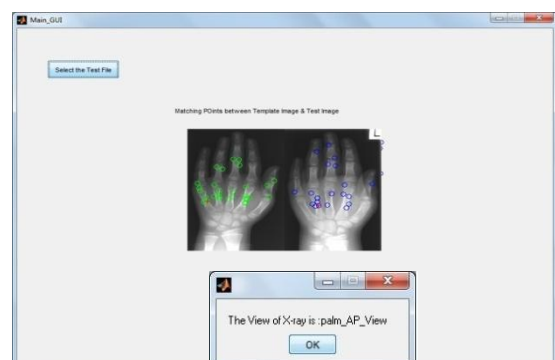 Main_GUI
Select the Test File
Matching POints between Template Image & Test Image
L
The View of X-ray is :palm_AP_View
OK